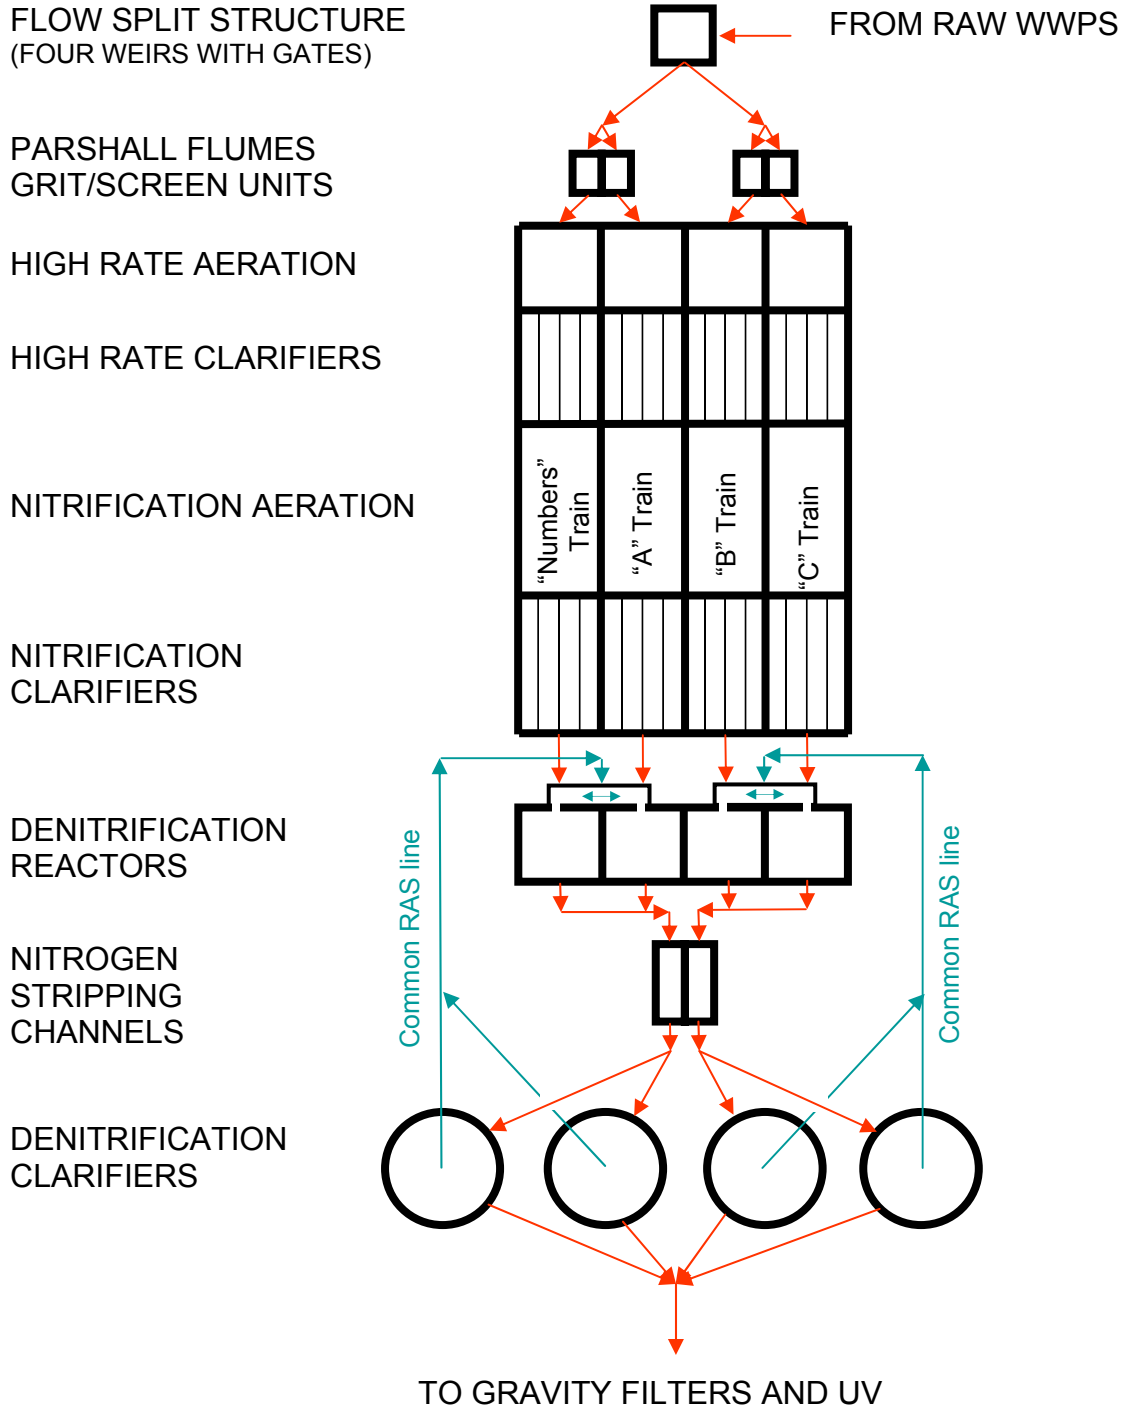 FLOW SPLIT STRUCTURE
(FOUR WEIRS WITH GATES)
FROM RAW WWPS
PARSHALL FLUMES
GRIT/SCREEN UNITS
HIGH RATE AERATION
HIGH RATE CLARIFIERS
NITRIFICATION AERATION
“Numbers”
Train
“A” Train
“B” Train
“C” Train
NITRIFICATION
CLARIFIERS
DENITRIFICATION
REACTORS
Common RAS line
Common RAS line
NITROGEN
STRIPPING
CHANNELS
DENITRIFICATION
CLARIFIERS
TO GRAVITY FILTERS AND UV